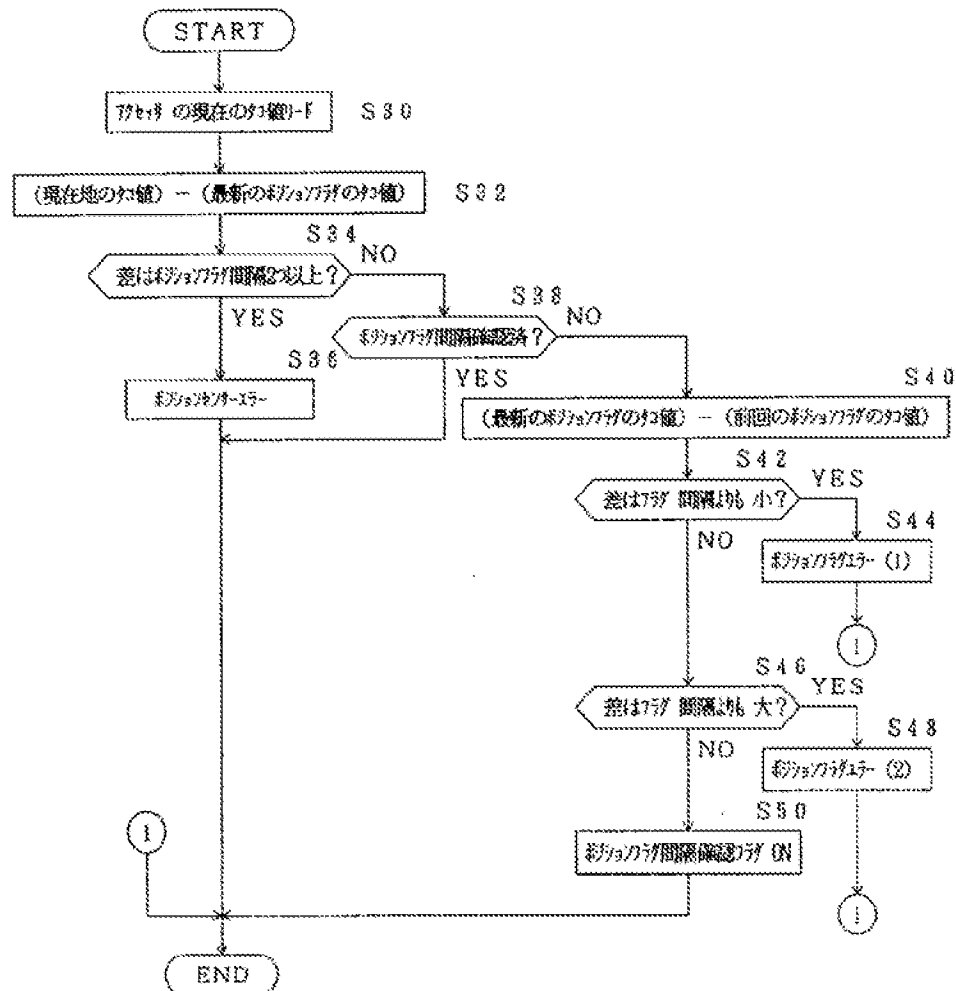 START
アクセッサ の現在のタコ値リード
S30
(現在地のタコ値) － (最新のポジションフラグのタコ値)
S32
S34
NO
差はポジションフラグ間隔2つ以上?
YES
S38
NO
ポジションフラグ間隔確認済?
YES
S36
ポジションセンサーエラー
S40
(最新のポジションフラグのタコ値) － (前回のポジションフラグのタコ値)
S42
YES
差はフラグ 間隔よりも 小?
NO
S44
ポジションフラグエラー (1)
1
S46
YES
差はフラグ 間隔よりも 大?
NO
S48
ポジションフラグエラー (2)
S50
1
ポジションフラグ間隔確認フラグ ON
1
END